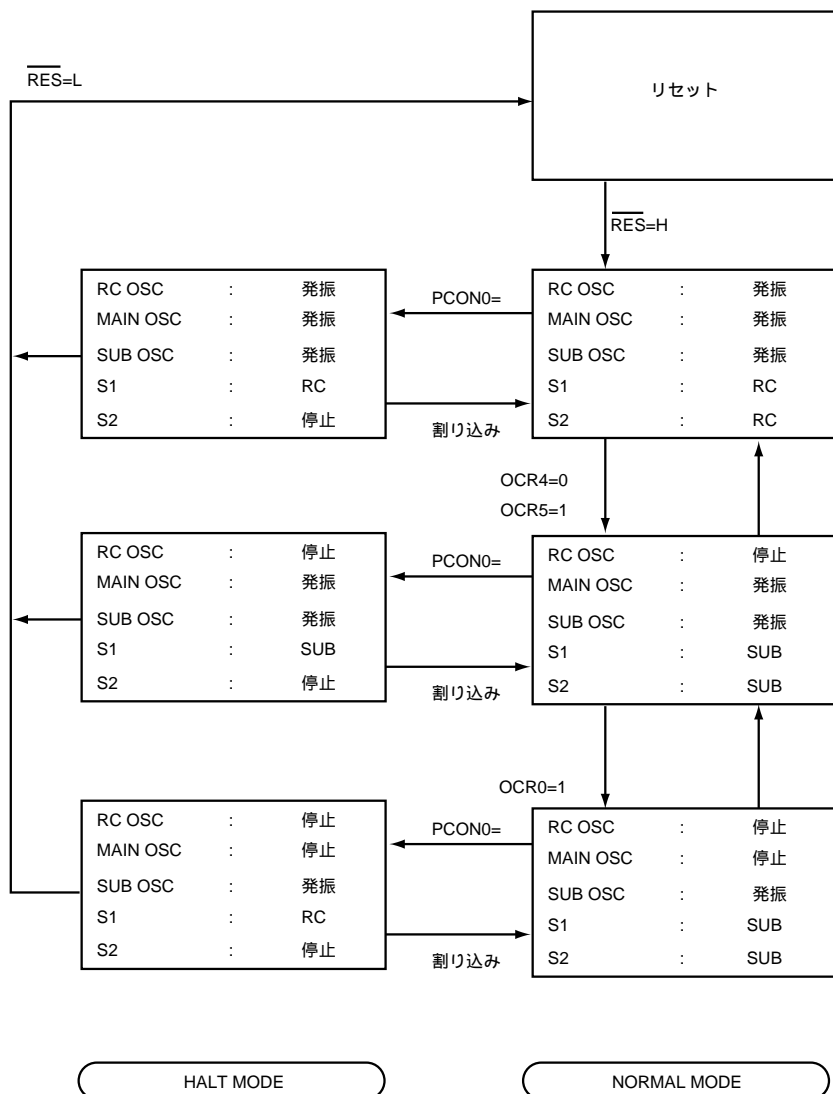 RES=L
リセット
RES=H
RC OSC : 発振
MAIN OSC : 発振
SUB OSC : 発振
S1 : RC
S2 : 停止
PCON0=
割り込み
RC OSC : 発振
MAIN OSC : 発振
SUB OSC : 発振
S1 : RC
S2 : RC
OCR4=0
OCR5=1
RC OSC : 停止
MAIN OSC : 発振
SUB OSC : 発振
S1 : SUB
S2 : 停止
PCON0=
割り込み
RC OSC : 停止
MAIN OSC : 発振
SUB OSC : 発振
S1 : SUB
S2 : SUB
OCR0=1
RC OSC : 停止
MAIN OSC : 停止
SUB OSC : 発振
S1 : RC
S2 : 停止
PCON0=
割り込み
RC OSC : 停止
MAIN OSC : 停止
SUB OSC : 発振
S1 : SUB
S2 : SUB
HALT MODE
NORMAL MODE